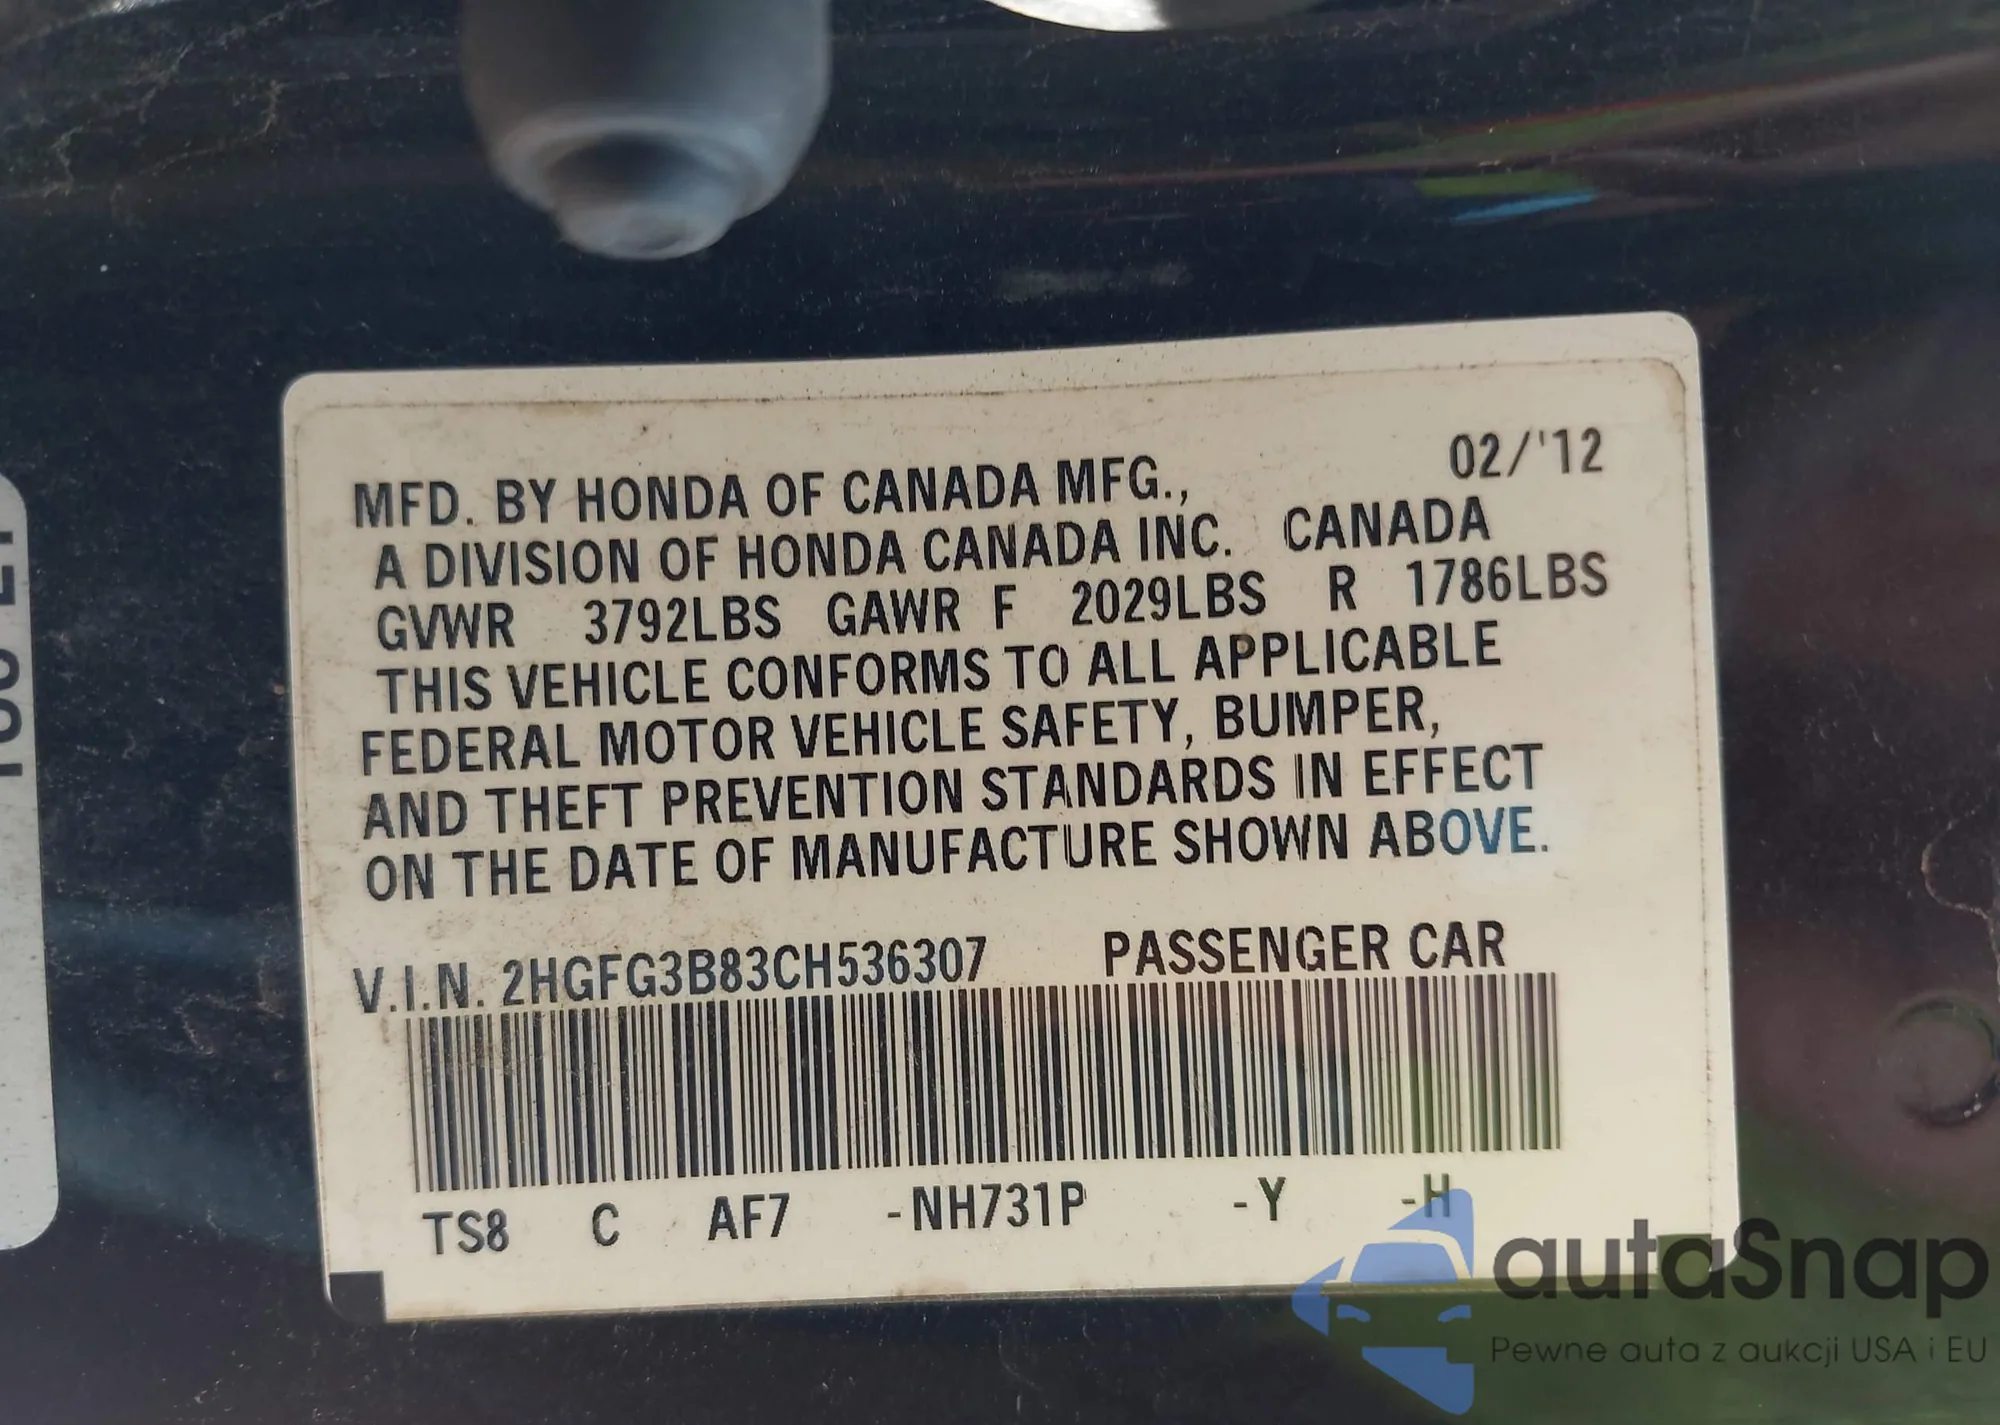 MFD. BY HONDA OF CANADA MFG., 02/'12
A DIVISION OF HONDA CANADA INC. CANADA
GVWR 3792LBS GAWR F 2029LBS R 1786LBS
THIS VEHICLE CONFORMS TO ALL APPLICABLE
FEDERAL MOTOR VEHICLE SAFETY, BUMPER,
AND THEFT PREVENTION STANDARDS IN EFFECT
ON THE DATE OF MANUFACTURE SHOWN ABOVE.
V.I.N. 2HGFG3B83CH536307 PASSENGER CAR
TS8 C AF7 -NH731P -Y -H
autaSnap
Pewne auta z aukcji USA i EU